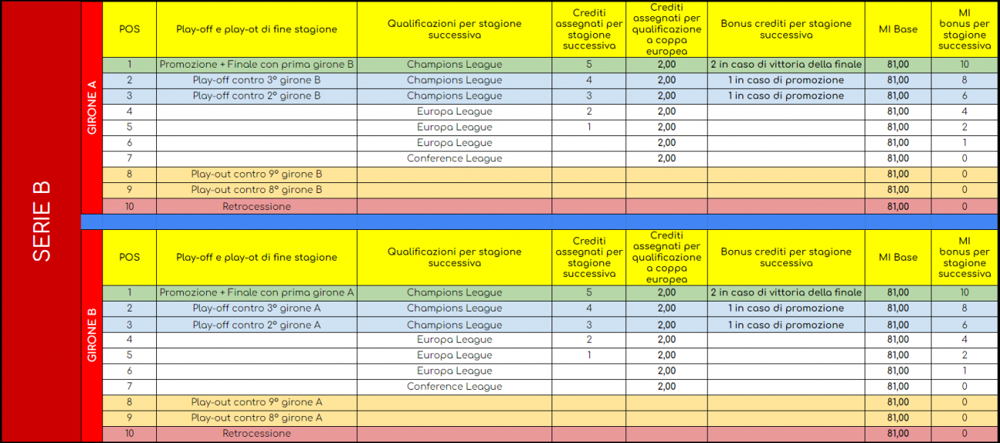 SERIE B
GIRONE A
POS
Play-off e play-ot di fine stagione
Qualificazioni per stagione
successiva
Crediti
assegnati per
stagione
successiva
Crediti
assegnati per
qualificazione
a coppa
europea
Bonus crediti per stagione
successiva
MI Base
MI
bonus per
stagione
successiva
1 Promozione + Finale con prima girone B Champions League 5 2,00 2 in caso di vittoria della finale 81,00 10
2 Play-off contro 3° girone B Champions League 4 2,00 1 in caso di promozione 81,00 8
3 Play-off contro 2° girone B Champions League 3 2,00 1 in caso di promozione 81,00 6
4 Europa League 2 2,00 81,00 4
5 Europa League 1 2,00 81,00 2
6 Europa League 2,00 81,00 1
7 Conference League 2,00 81,00 0
8 Play-out contro 9° girone B 81,00 0
9 Play-out contro 8° girone B 81,00 0
10 Retrocessione 81,00 0
GIRONE B
POS
Play-off e play-ot di fine stagione
Qualificazioni per stagione
successiva
Crediti
assegnati per
stagione
successiva
Crediti
assegnati per
qualificazione
a coppa
europea
Bonus crediti per stagione
successiva
MI Base
MI
bonus per
stagione
successiva
1 Promozione + Finale con prima girone A Champions League 5 2,00 2 in caso di vittoria della finale 81,00 10
2 Play-off contro 3° girone A Champions League 4 2,00 1 in caso di promozione 81,00 8
3 Play-off contro 2° girone A Champions League 3 2,00 1 in caso di promozione 81,00 6
4 Europa League 2 2,00 81,00 4
5 Europa League 1 2,00 81,00 2
6 Europa League 2,00 81,00 1
7 Conference League 2,00 81,00 0
8 Play-out contro 9° girone A 81,00 0
9 Play-out contro 8° girone A 81,00 0
10 Retrocessione 81,00 0